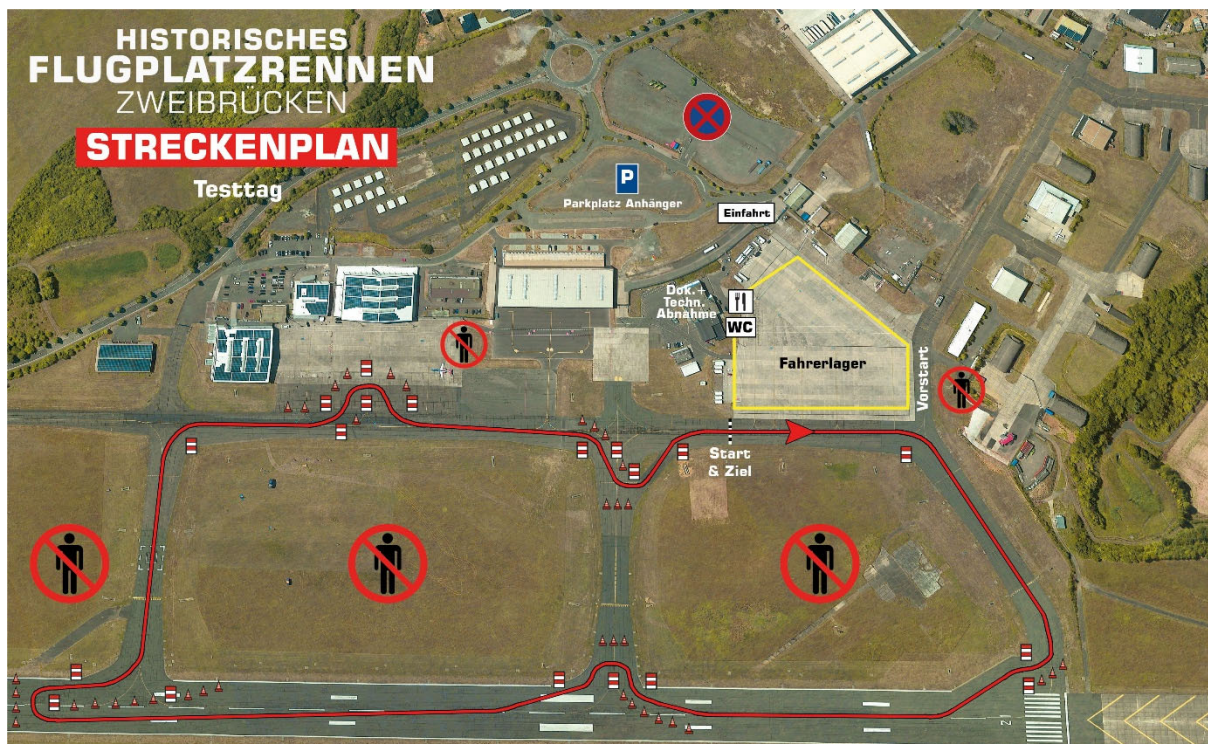 HISTORISCHES
FLUGPLATZRENNEN
ZWEIBRÜCKEN
STRECKENPLAN
Testtag
P
Parkplatz Anhänger
Einfahrt
Dok.+
Techn.
Abnahme
WC
Fahrerlager
Vorstart
Start
& Ziel